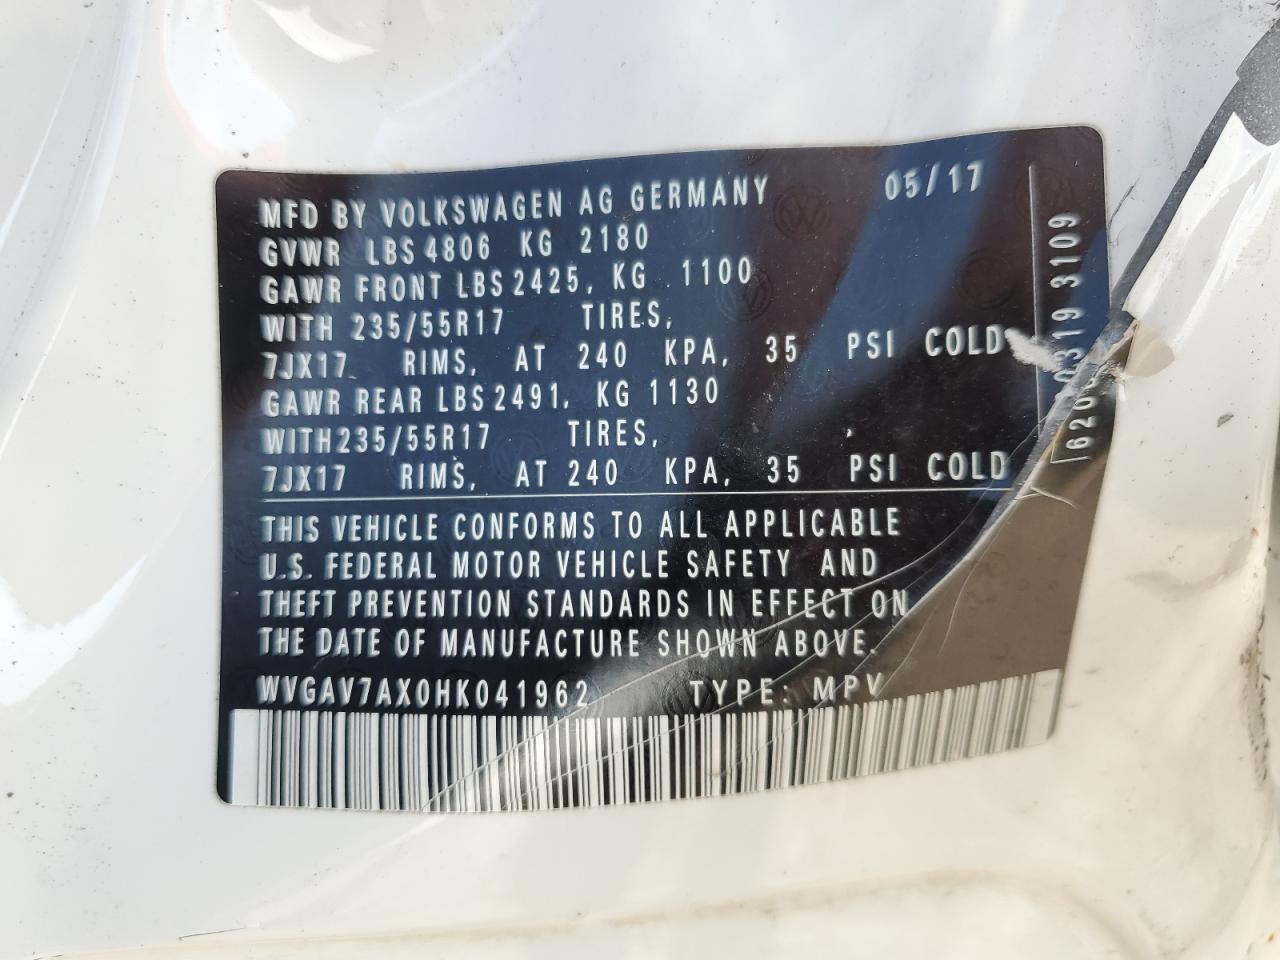 MFD BY VOLKSWAGEN AG GERMANY 05/17
GVWR LBS 4806 KG 2180
GAWR FRONT LBS 2425, KG 1100
WITH 235/55R17 TIRES,
7JX17 RIMS, AT 240 KPA, 35 PSI COLD
GAWR REAR LBS 2491, KG 1130
WITH 235/55R17 TIRES,
7JX17 RIMS, AT 240 KPA, 35 PSI COLD
THIS VEHICLE CONFORMS TO ALL APPLICABLE
U.S. FEDERAL MOTOR VEHICLE SAFETY AND
THEFT PREVENTION STANDARDS IN EFFECT ON
THE DATE OF MANUFACTURE SHOWN ABOVE.
WVGAV7AX0HK041962 TYPE: MPV
3109